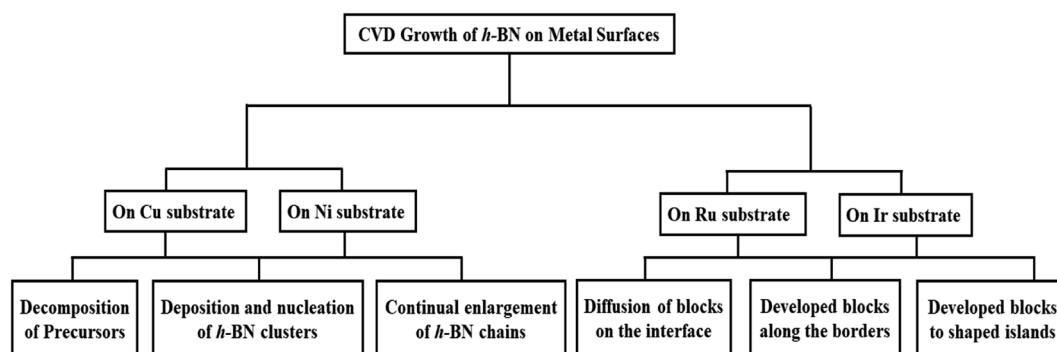 CVD Growth of h-BN on Metal Surfaces
On Cu substrate
On Ni substrate
On Ru substrate
On Ir substrate
Decomposition
of Precursors
Deposition and nucleation
of h-BN clusters
Continual enlargement
of h-BN chains
Diffusion of blocks
on the interface
Developed blocks
along the borders
Developed blocks
to shaped islands